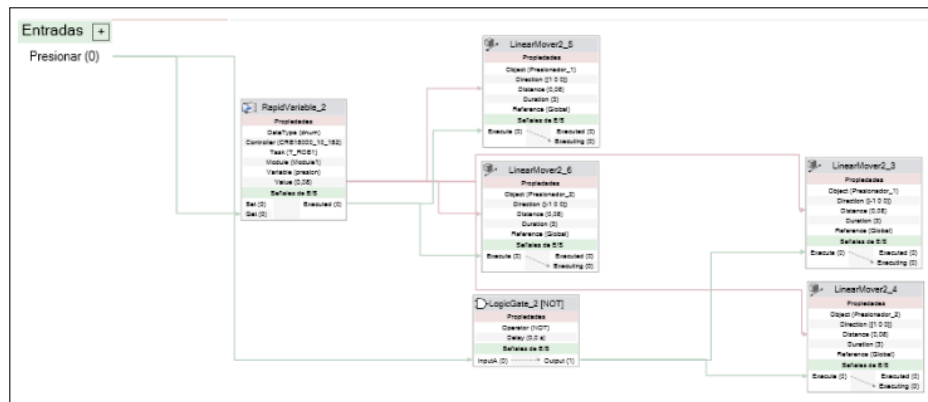 Entradas +
Presionar (0)
RapidVariable_2
Propiedades
DataType (dnum)
Controller (CRB15000_10_152)
Task (T_ROB1)
Module (Module1)
Variable (presion)
Value (0,08)
Señales de E/S
Set (0) Executed (0)
Get (0)
LinearMover2_5
Propiedades
Object (Presionador_1)
Direction ([1 0 0])
Distance (0,08)
Duration (3)
Reference (Global)
Señales de E/S
Execute (0) Executed (0)
Executing (0)
LinearMover2_6
Propiedades
Object (Presionador_2)
Direction ([-1 0 0])
Distance (0,08)
Duration (3)
Reference (Global)
Señales de E/S
Execute (0) Executed (0)
Executing (0)
LogicGate_2 [NOT]
Propiedades
Operator (NOT)
Delay (0,0 s)
Señales de E/S
InputA (0) Output (1)
LinearMover2_3
Propiedades
Object (Presionador_1)
Direction ([-1 0 0])
Distance (0,08)
Duration (3)
Reference (Global)
Señales de E/S
Execute (0) Executed (0)
Executing (0)
LinearMover2_4
Propiedades
Object (Presionador_2)
Direction ([1 0 0])
Distance (0,08)
Duration (3)
Reference (Global)
Señales de E/S
Execute (0) Executed (0)
Executing (0)